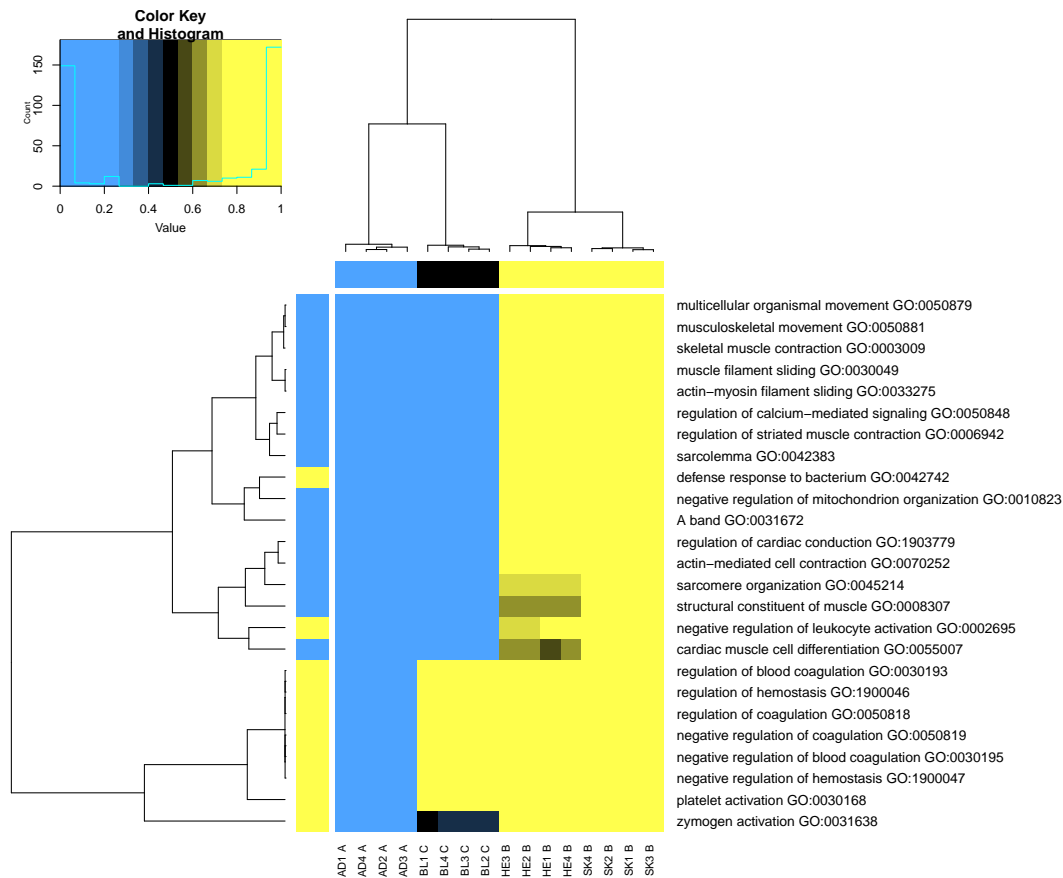 Color Key
and Histogram
Count
0 50 100 150
0 0.2 0.4 0.6 0.8 1
Value
multicellular organismal movement GO:0050879
musculoskeletal movement GO:0050881
skeletal muscle contraction GO:0003009
muscle filament sliding GO:0030049
actin−myosin filament sliding GO:0033275
regulation of calcium−mediated signaling GO:0050848
regulation of striated muscle contraction GO:0006942
sarcolemma GO:0042383
defense response to bacterium GO:0042742
negative regulation of mitochondrion organization GO:0010823
A band GO:0031672
regulation of cardiac conduction GO:1903779
actin−mediated cell contraction GO:0070252
sarcomere organization GO:0045214
structural constituent of muscle GO:0008307
negative regulation of leukocyte activation GO:0002695
cardiac muscle cell differentiation GO:0055007
regulation of blood coagulation GO:0030193
regulation of hemostasis GO:1900046
regulation of coagulation GO:0050818
negative regulation of coagulation GO:0050819
negative regulation of blood coagulation GO:0030195
negative regulation of hemostasis GO:1900047
platelet activation GO:0030168
zymogen activation GO:0031638
AD1 A
AD4 A
AD2 A
AD3 A
BL1 C
BL4 C
BL3 C
BL2 C
HE3 B
HE2 B
HE1 B
HE4 B
SK4 B
SK2 B
SK1 B
SK3 B